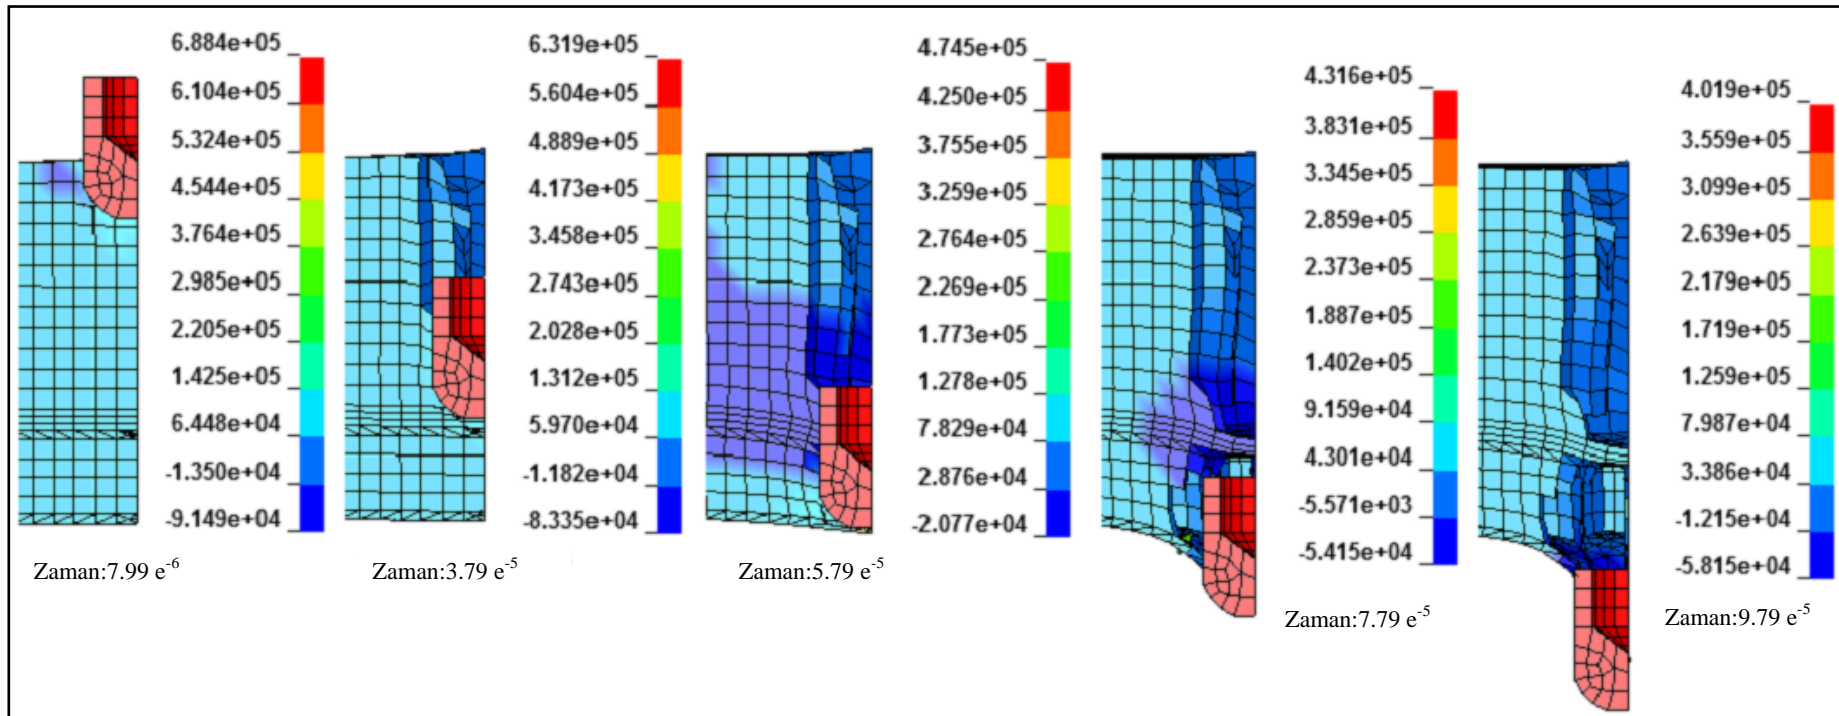 6.884e+05
6.104e+05
5.324e+05
4.544e+05
3.764e+05
2.985e+05
2.205e+05
1.425e+05
6.448e+04
-1.350e+04
-9.149e+04
Zaman:7.99 e-6
6.319e+05
5.604e+05
4.889e+05
4.173e+05
3.458e+05
2.743e+05
2.028e+05
1.312e+05
5.970e+04
-1.182e+04
-8.335e+04
Zaman:3.79 e-5
4.745e+05
4.250e+05
3.755e+05
3.259e+05
2.764e+05
2.269e+05
1.773e+05
1.278e+05
7.829e+04
2.876e+04
-2.077e+04
Zaman:5.79 e-5
4.316e+05
3.831e+05
3.345e+05
2.859e+05
2.373e+05
1.887e+05
1.402e+05
9.159e+04
4.301e+04
-5.571e+03
-5.415e+04
Zaman:7.79 e-5
4.019e+05
3.559e+05
3.099e+05
2.639e+05
2.179e+05
1.719e+05
1.259e+05
7.987e+04
3.386e+04
-1.215e+04
-5.815e+04
Zaman:9.79 e-5